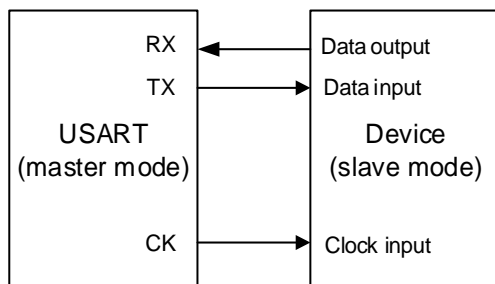 RX
Data output
TX
Data input
USART
(master mode)
Device
(slave mode)
CK
Clock input